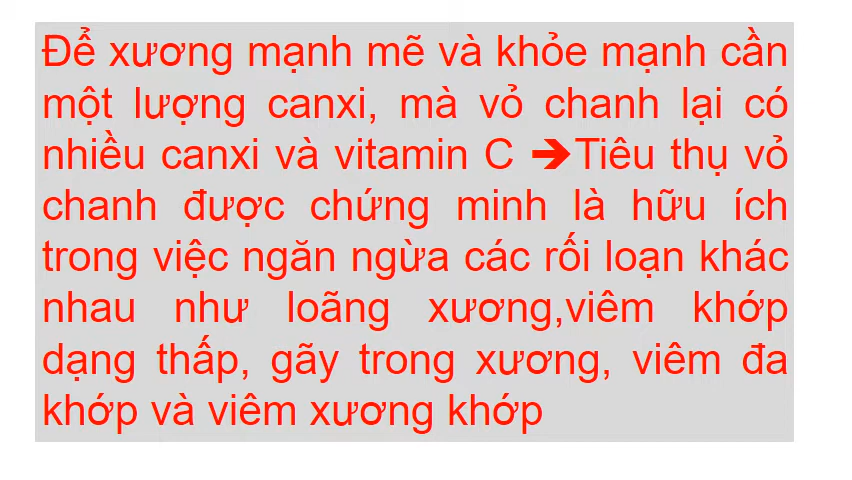 Để xương mạnh mẽ và khỏe mạnh cần
một lượng canxi, mà vỏ chanh lại có
nhiều canxi và vitamin C ➔Tiêu thụ vỏ
chanh được chứng minh là hữu ích
trong việc ngăn ngừa các rối loạn khác
nhau như loãng xương,viêm khớp
dạng thấp, gãy trong xương, viêm đa
khớp và viêm xương khớp